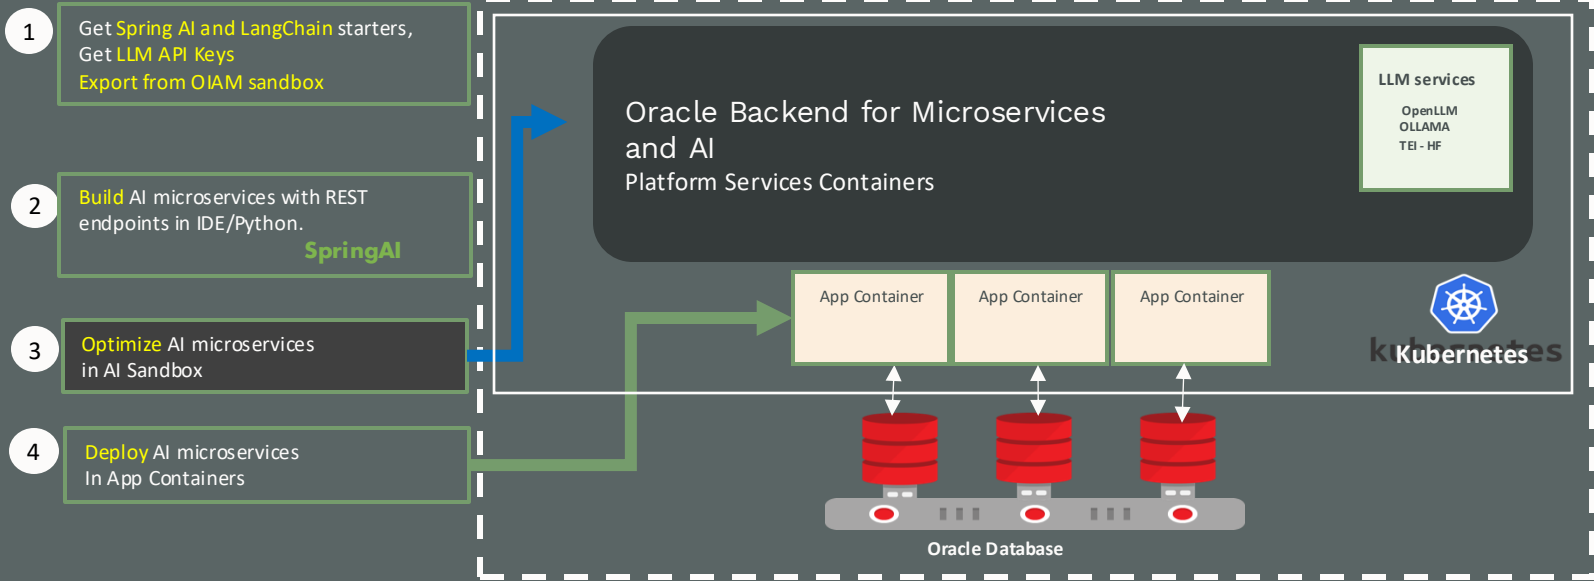 1
Get Spring AI and LangChain starters,
Get LLM API Keys
Export from OIAM sandbox
2
Build AI microservices with REST
endpoints in IDE/Python.
SpringAI
3
Optimize AI microservices
in AI Sandbox
4
Deploy AI microservices
In App Containers
Oracle Backend for Microservices
and AI
Platform Services Containers
LLM services
OpenLLM
OLLAMA
TEI - HF
App Container
App Container
App Container
kubernetes
Kubernetes
Oracle Database